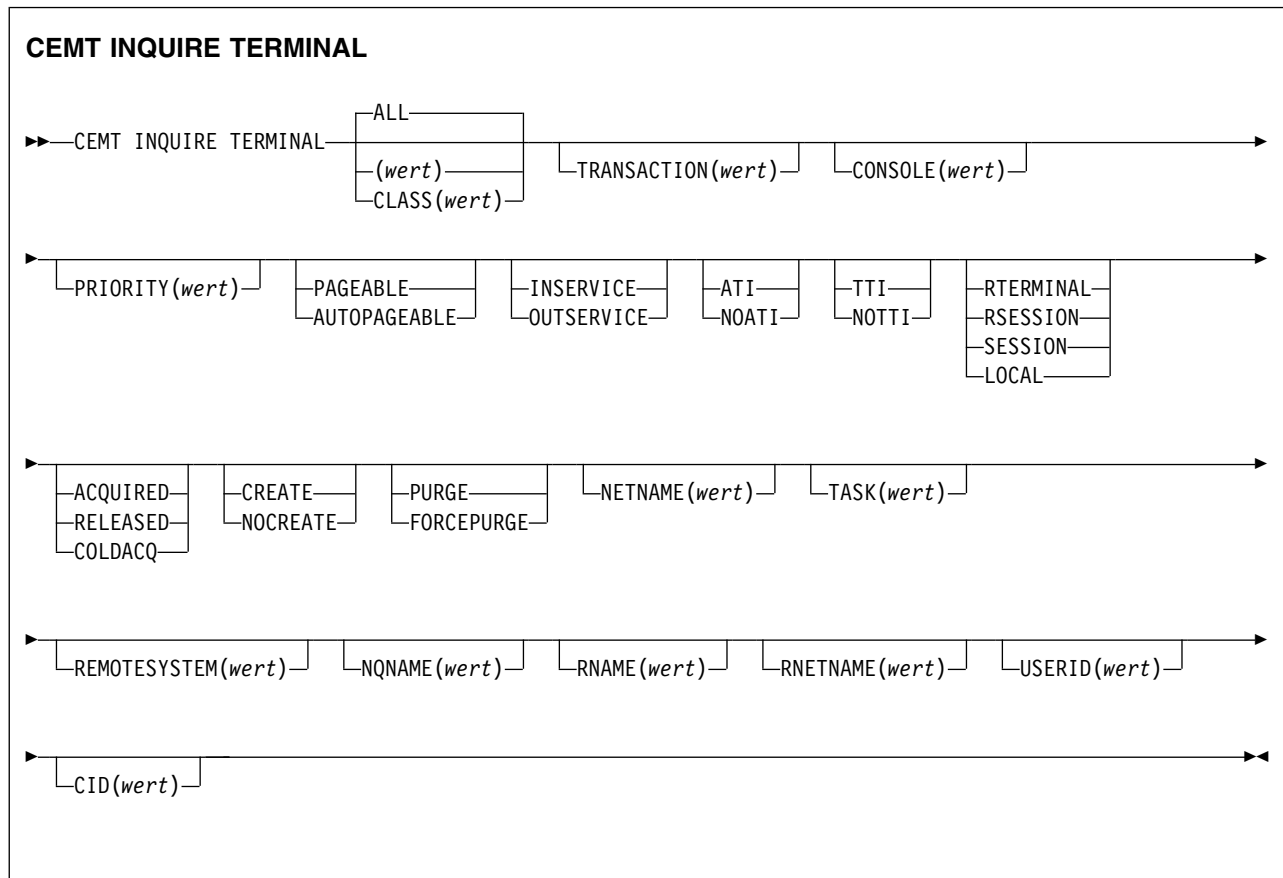 CEMT INQUIRE TERMINAL
ALL
CEMT INQUIRE TERMINAL
(wert) TRANSACTION(wert) CONSOLE(wert)
CLASS(wert)
PRIORITY(wert) PAGEABLE INSERVICE ATI TTI RTERMINAL
AUTOPAGEABLE OUTSERVICE NOATI NOTTI RSESSION
SESSION
LOCAL
ACQUIRED CREATE PURGE NETNAME(wert) TASK(wert)
RELEASED NOCREATE FORCEPURGE
COLDACQ
REMOTESYSTEM(wert) NQNAME(wert) RNAME(wert) RNETNAME(wert) USERID(wert)
CID(wert)